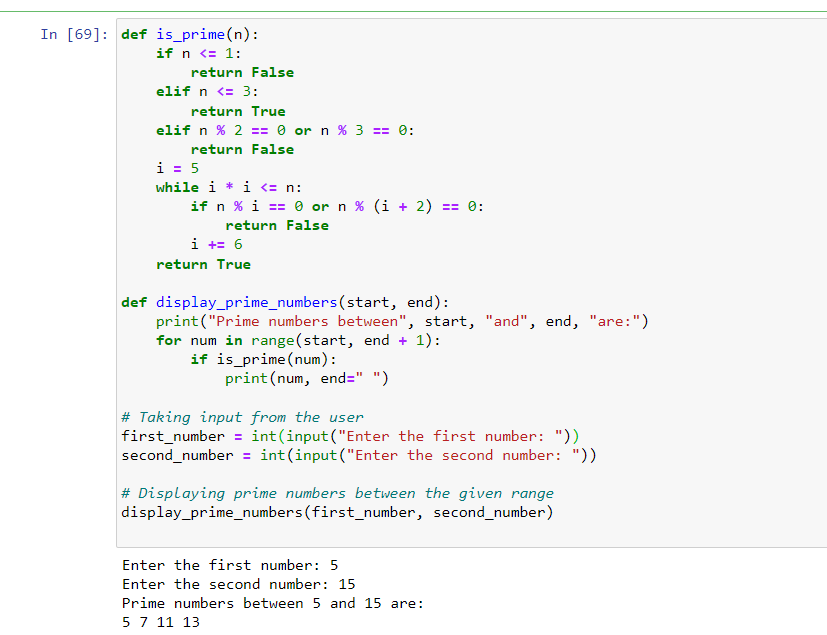 In [69]: def is_prime(n):
    if n <= 1:
        return False
    elif n <= 3:
        return True
    elif n % 2 == 0 or n % 3 == 0:
        return False
    i = 5
    while i * i <= n:
        if n % i == 0 or n % (i + 2) == 0:
            return False
        i += 6
    return True
def display_prime_numbers(start, end):
    print("Prime numbers between", start, "and", end, "are:")
    for num in range(start, end + 1):
        if is_prime(num):
            print(num, end=" ")
# Taking input from the user
first_number = int(input("Enter the first number: "))
second_number = int(input("Enter the second number: "))
# Displaying prime numbers between the given range
display_prime_numbers(first_number, second_number)
Enter the first number: 5
Enter the second number: 15
Prime numbers between 5 and 15 are:
5 7 11 13